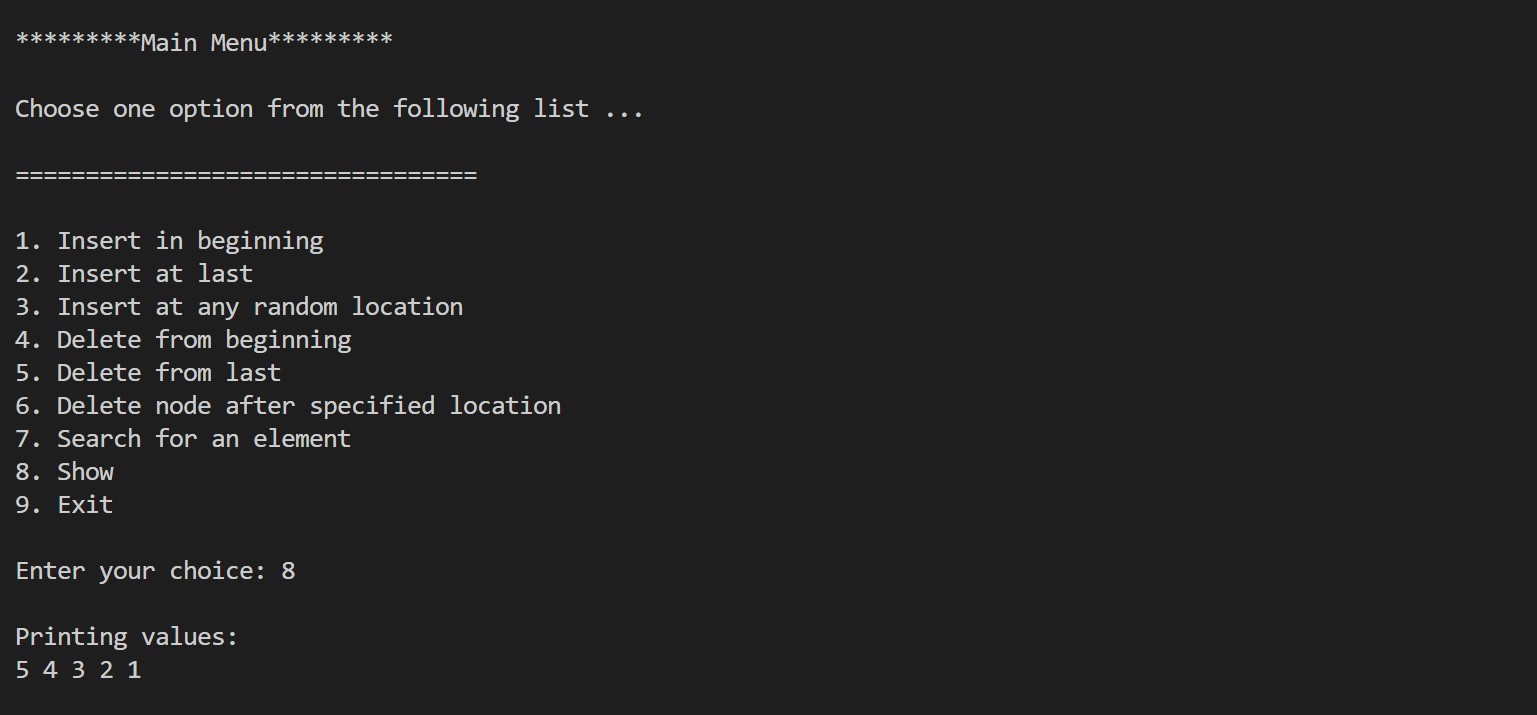 *********Main Menu*********
Choose one option from the following list ...
=================================
1. Insert in beginning
2. Insert at last
3. Insert at any random location
4. Delete from beginning
5. Delete from last
6. Delete node after specified location
7. Search for an element
8. Show
9. Exit
Enter your choice: 8
Printing values:
5 4 3 2 1